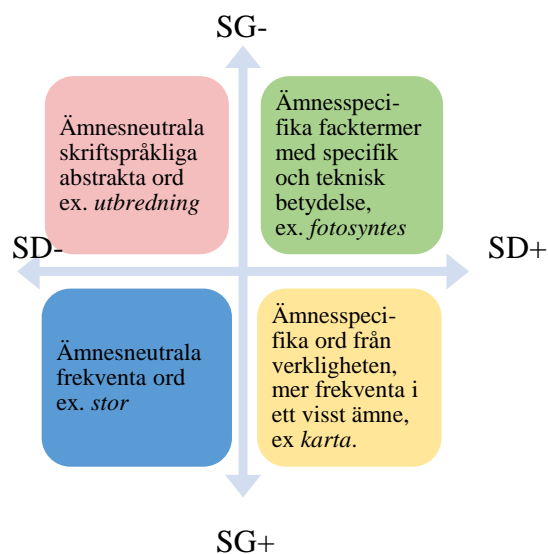 SG-
Ämnesneutrala
skriftspråkliga
abstrakta ord
ex. utbredning
Ämnesspeci-
fika facktermer
med specifik
och teknisk
betydelse,
ex. fotosyntes
SD-
SD+
Ämnesneutrala
frekventa ord
ex. stor
Ämnesspeci-
fika ord från
verkligheten,
mer frekventa i
ett visst ämne,
ex karta.
SG+